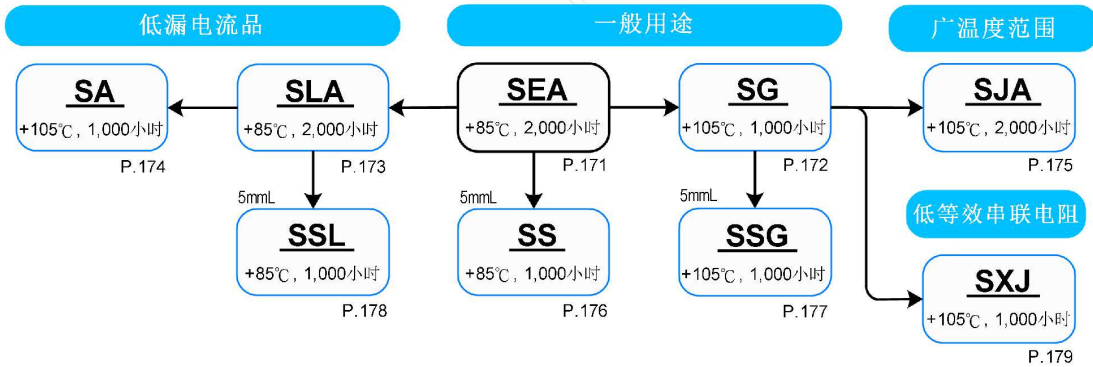 低漏电流品
一般用途
广温度范围
SA
+105℃, 1,000小时
P.174
SLA
+85℃, 2,000小时
P.173
SEA
+85℃, 2,000小时
P.171
SG
+105℃, 1,000小时
P.172
SJA
+105℃, 2,000小时
P.175
5mmL
SSL
+85℃, 1,000小时
P.178
5mmL
SS
+85℃, 1,000小时
P.176
5mmL
SSG
+105℃, 1,000小时
P.177
低等效串联电阻
SXJ
+105℃, 1,000小时
P.179